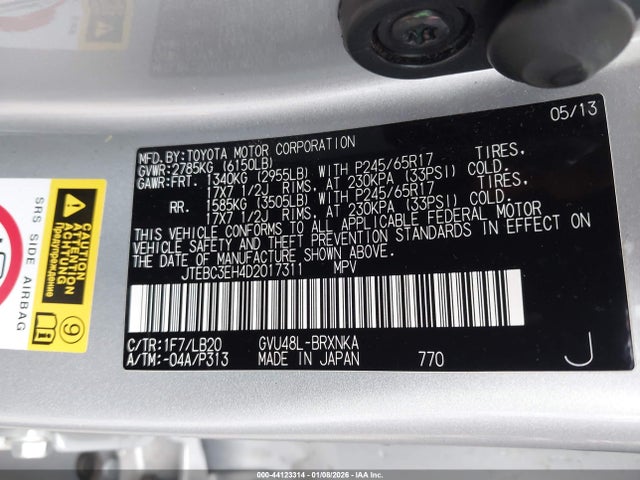 05/13
MFD.BY:TOYOTA MOTOR CORPORATION
GVWR:2785KG (6150LB)
GAWR:FRT. 1340KG (2955LB) WITH P245/65R17 TIRES.
17X7 1/2J RIMS, AT 230KPA (33PSI) COLD.
RR. 1585KG (3505LB) WITH P245/65R17 TIRES.
17X7 1/2J RIMS, AT 230KPA (33PSI) COLD.
THIS VEHICLE CONFORMS TO ALL APPLICABLE FEDERAL MOTOR
VEHICLE SAFETY AND THEFT PREVENTION STANDARDS IN EFFECT ON
THE DATE OF MANUFACTURE SHOWN ABOVE.
JTEBC3EH4D2017311 MPV
C/TR:1F7/LB20 GVU48L-BRXNKA
A/TM:-04A/P313 MADE IN JAPAN 770
J
SRS SIDE AIRBAG
CAUTION
ATTENTION
Предупреждение
9
000-44123314 - 01/08/2026 - IAA Inc.